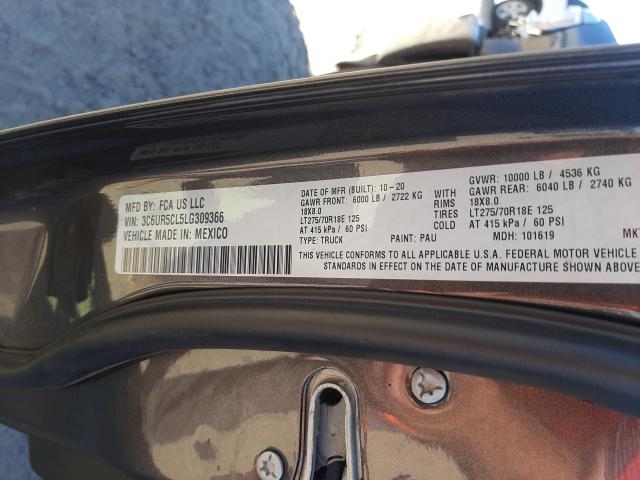 MFD BY: FCA US LLC
VIN: 3C6UR5CL5LG309366
VEHICLE MADE IN: MEXICO
DATE OF MFR (BUILT): 10-20
GAWR FRONT: 6000 LB / 2722 KG
18X8.0
LT275/70R18E 125
AT 415 kPa / 60 PSI
TYPE: TRUCK
GVWR: 10000 LB / 4536 KG
GAWR REAR: 6040 LB / 2740 KG
RIMS 18X8.0
TIRES LT275/70R18E 125
COLD AT 415 kPa / 60 PSI
PAINT: PAU MDH: 101619 MKT
THIS VEHICLE CONFORMS TO ALL APPLICABLE U.S.A. FEDERAL MOTOR VEHICLE
STANDARDS IN EFFECT ON THE DATE OF MANUFACTURE SHOWN ABOVE